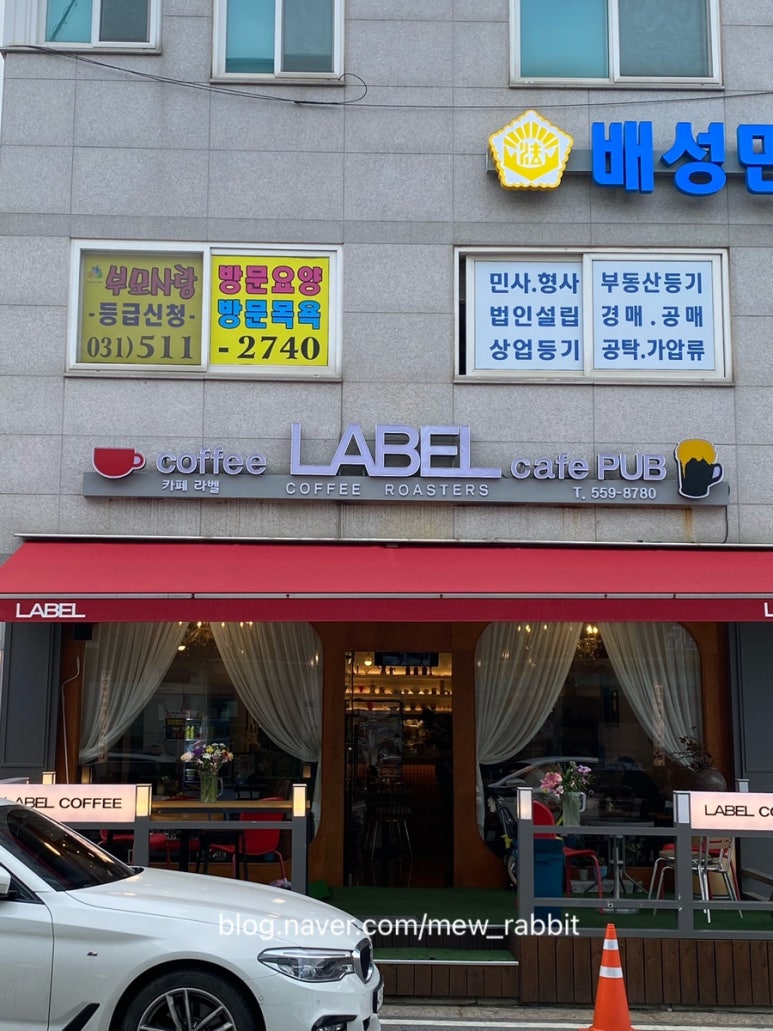 배성민
부모사랑
-등급신청-
031)511
방문요양
방문목욕
- 2740
민사.형사
법인설립
상업등기
부동산등기
경매.공매
공탁.가압류
coffee LABEL cafe PUB
카페 라벨 COFFEE ROASTERS T. 559-8780
LABEL
LABEL COFFEE
LABEL CO
blog.naver.com/mew_rabbit